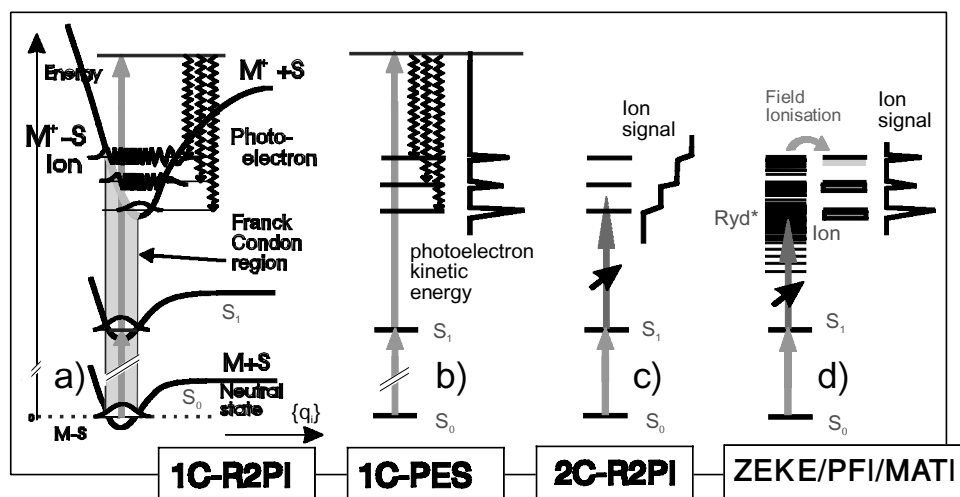 Energy
M⁺ +S
M⁺ –S
Ion
Photo-
electron
Franck
Condon
region
S₁
a)
M+S
Neutral
state
S₀
0
M–S
{qᵢ}
1C-R2PI
photoelectron
kinetic
energy
S₁
b)
S₀
1C-PES
Ion
signal
S₁
c)
S₀
2C-R2PI
Field
Ionisation
Ion
signal
Ryd*
Ion
S₁
d)
S₀
ZEKE/PFI/MATI